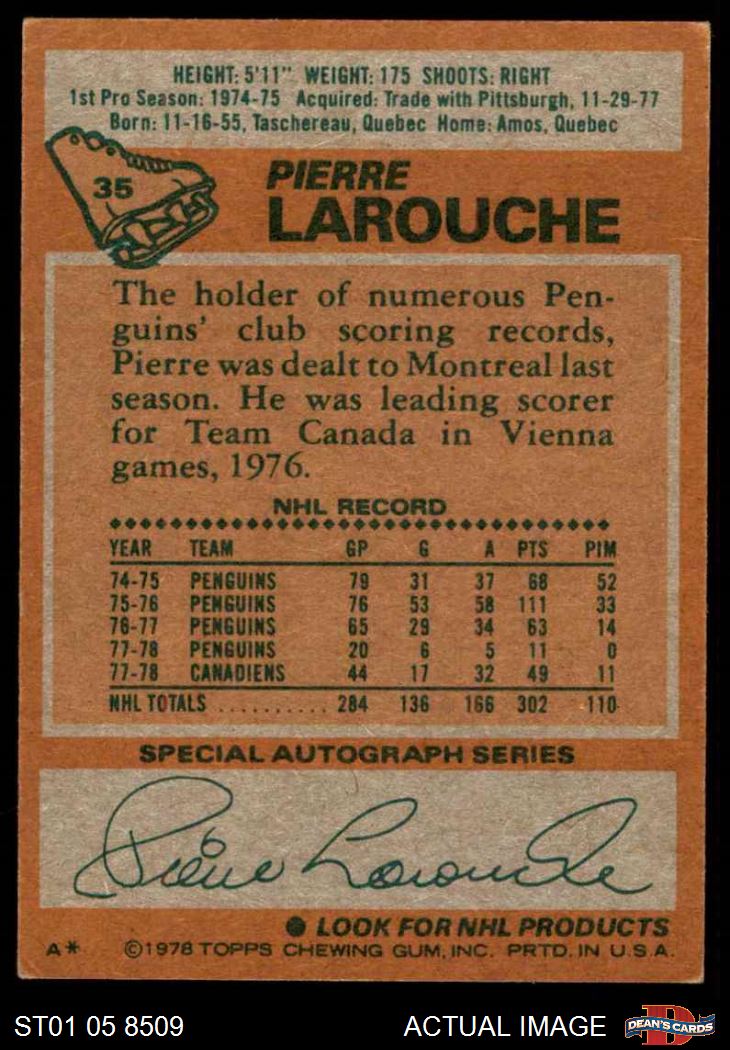 HEIGHT: 5'11" WEIGHT: 175 SHOOTS: RIGHT
1st Pro Season: 1974-75 Acquired: Trade with Pittsburgh, 11-29-77
Born: 11-16-55, Taschereau, Quebec Home: Amos, Quebec
35
PIERRE
LAROUCHE
The holder of numerous Pen-
guins' club scoring records,
Pierre was dealt to Montreal last
season. He was leading scorer
for Team Canada in Vienna
games, 1976.
NHL RECORD
YEAR TEAM GP G A PTS PIM
74-75 PENGUINS 79 31 37 68 52
75-76 PENGUINS 76 53 58 111 33
76-77 PENGUINS 65 29 34 63 14
77-78 PENGUINS 20 6 5 11 0
77-78 CANADIENS 44 17 32 49 11
NHL TOTALS .......... 284 136 166 302 110
SPECIAL AUTOGRAPH SERIES
Pierre Larouche
● LOOK FOR NHL PRODUCTS
A* ©1978 TOPPS CHEWING GUM, INC. PRTD. IN U.S.A.
ST01 05 8509 ACTUAL IMAGE D DEAN'S CARDS